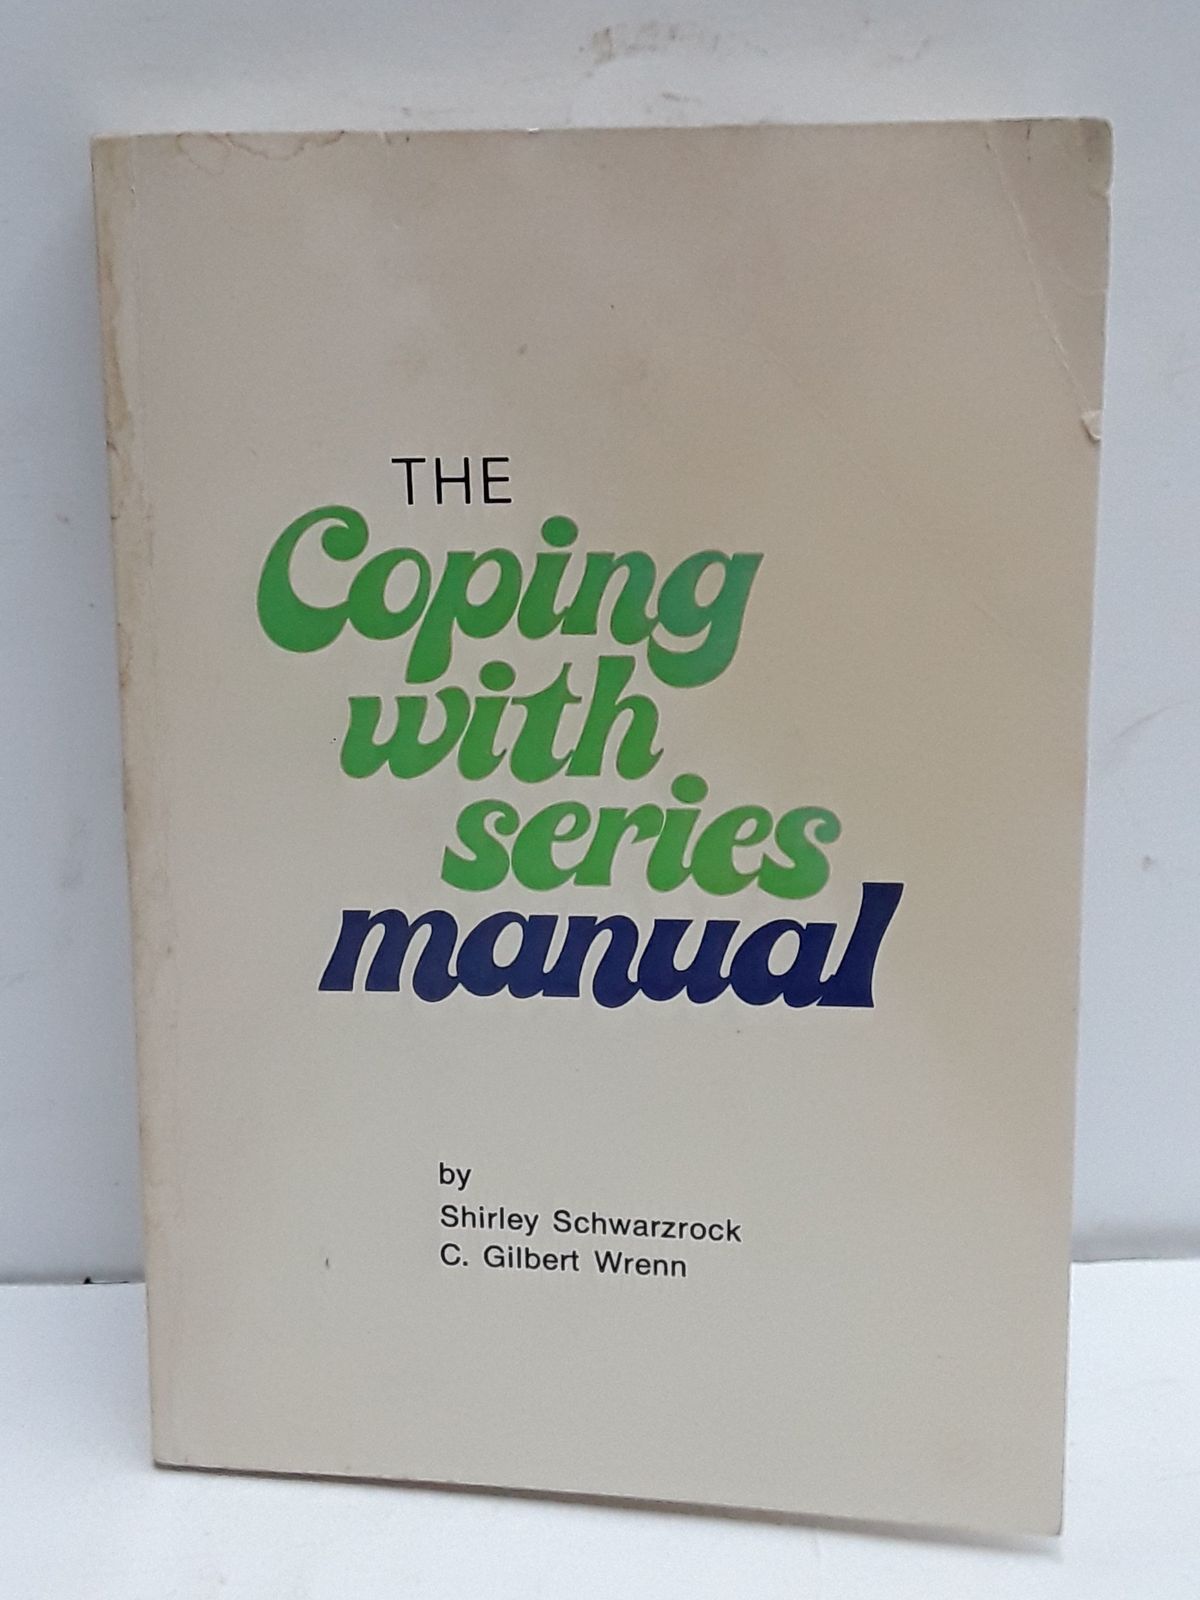 THE
Coping
with
series
manual
by
Shirley Schwarzrock
C. Gilbert Wrenn